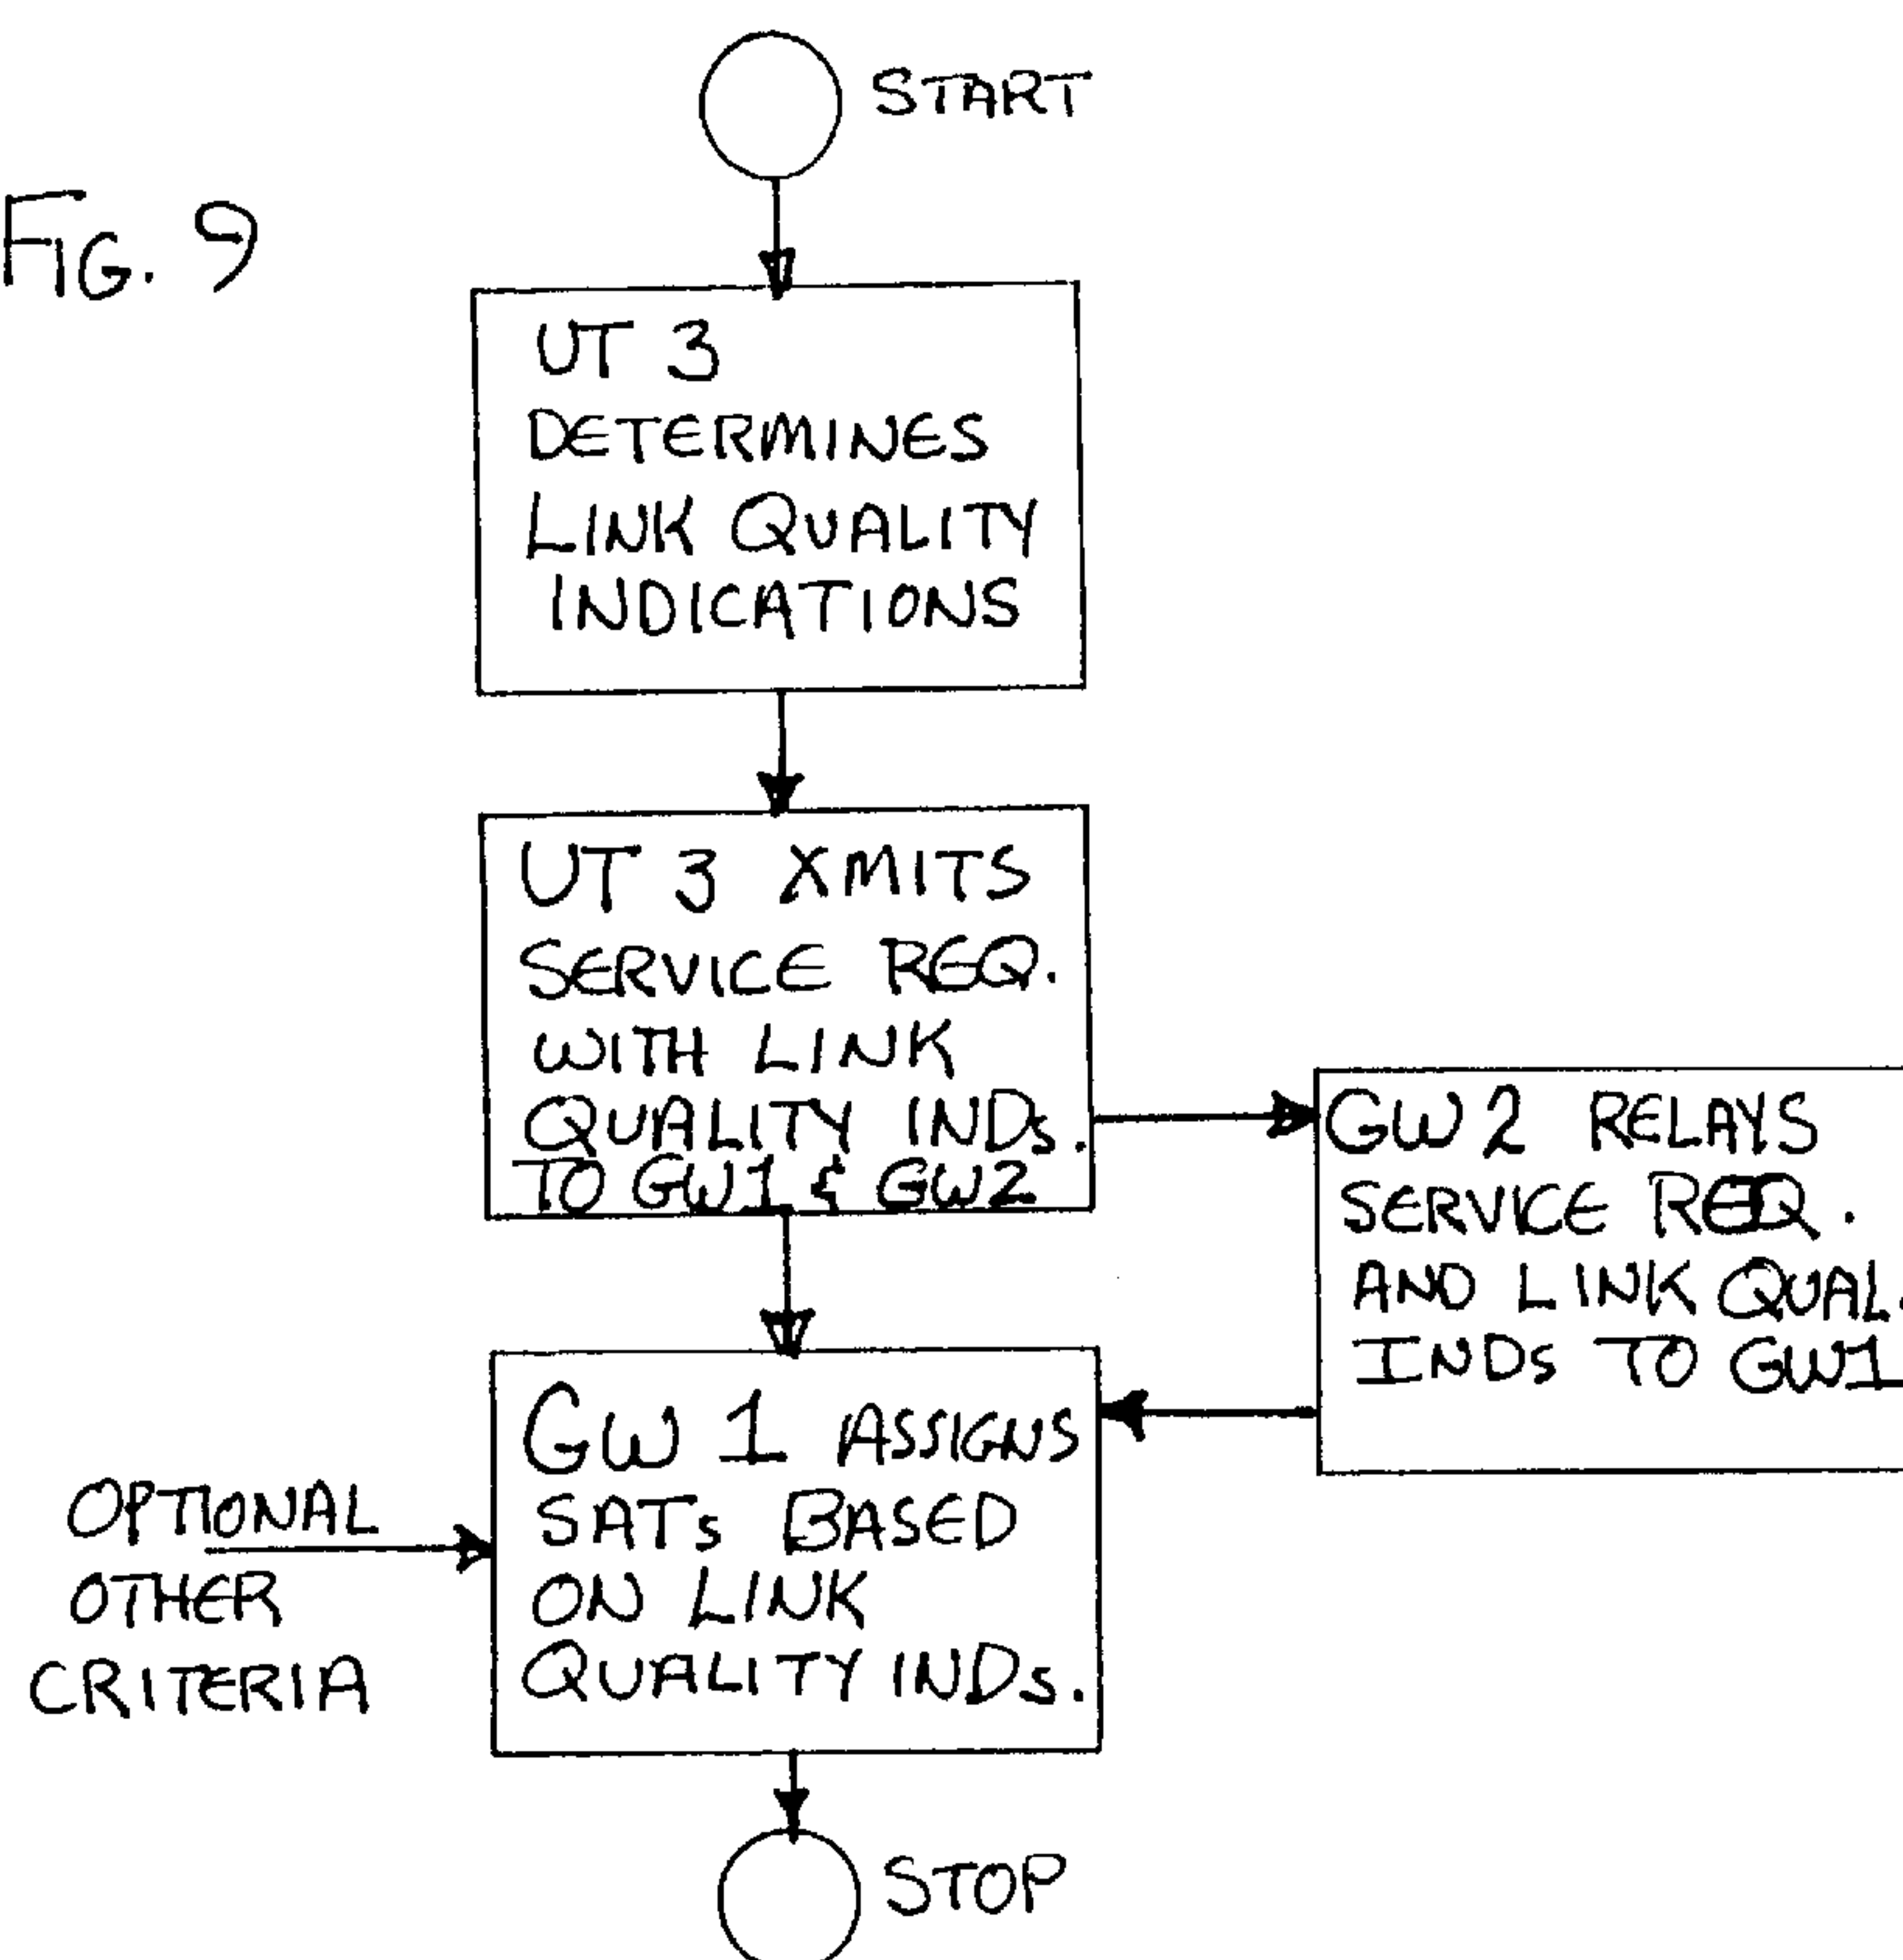 START
FIG. 9
UT 3
DETERMINES
LINK QUALITY
INDICATIONS
UT 3 XMITS
SERVICE REQ.
WITH LINK
QUALITY INDs.
TO GW1 & GW2
GW 2 RELAYS
SERVICE REQ.
AND LINK QUAL.
INDs TO GW1
GW 1 ASSIGNS
SATs BASED
ON LINK
QUALITY INDs.
OPTIONAL
OTHER
CRITERIA
STOP